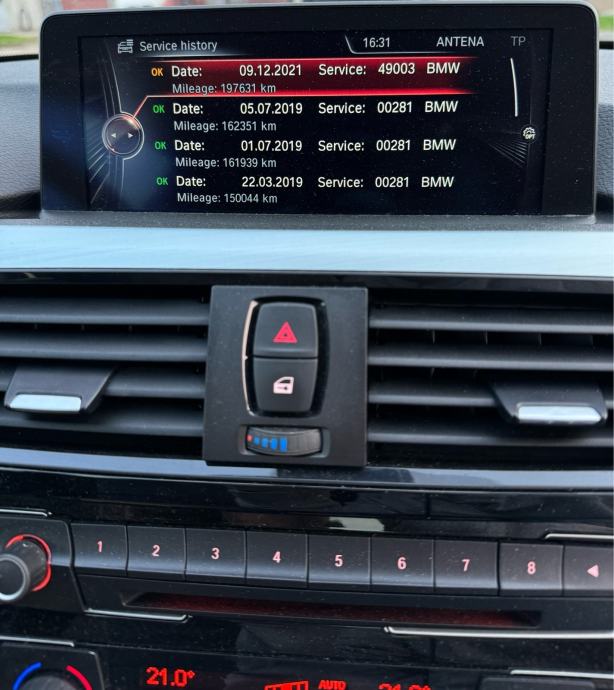 Service history 16:31 ANTENA TP
OK Date: 09.12.2021 Service: 49003 BMW
Mileage: 197631 km
OK Date: 05.07.2019 Service: 00281 BMW
Mileage: 162351 km
OK Date: 01.07.2019 Service: 00281 BMW
Mileage: 161939 km
OK Date: 22.03.2019 Service: 00281 BMW
Mileage: 150044 km
1 2 3 4 5 6 7 8
21.0° AUTO